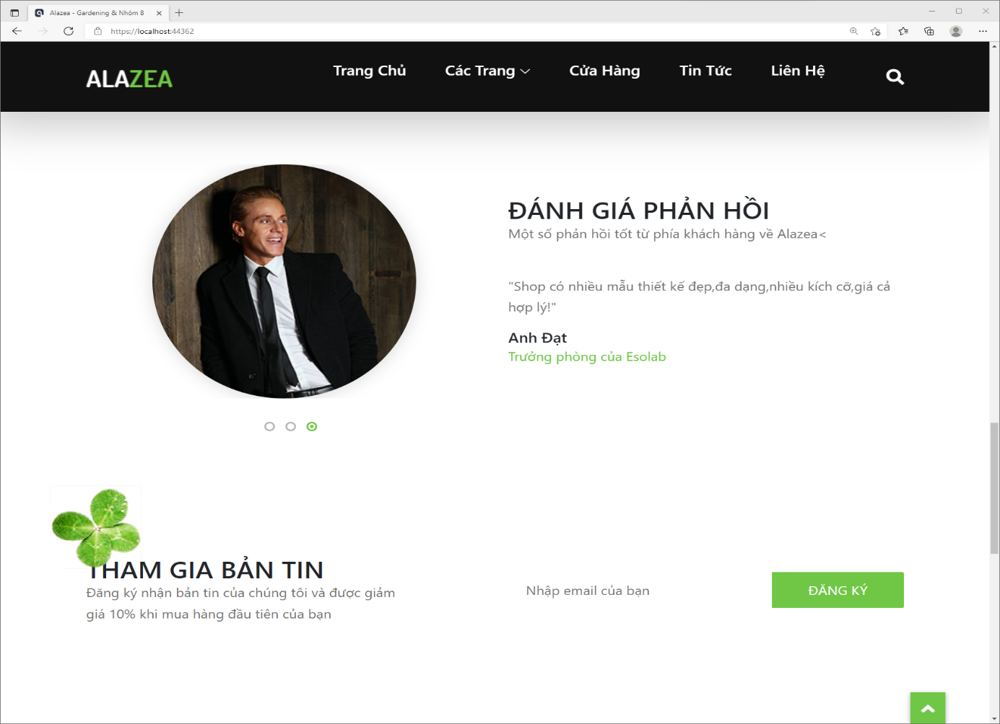 Alazea - Gardening & Nhóm 8
https://localhost:44362
ALAZEA
Trang Chủ
Các Trang
Cửa Hàng
Tin Tức
Liên Hệ
ĐÁNH GIÁ PHẢN HỒI
Một số phản hồi tốt từ phía khách hàng về Alazea<
"Shop có nhiều mẫu thiết kế đẹp,đa dạng,nhiều kích cỡ,giá cả
hợp lý!"
Anh Đạt
Trưởng phòng của Esolab
THAM GIA BẢN TIN
Đăng ký nhận bản tin của chúng tôi và được giảm
giá 10% khi mua hàng đầu tiên của bạn
Nhập email của bạn
ĐĂNG KÝ